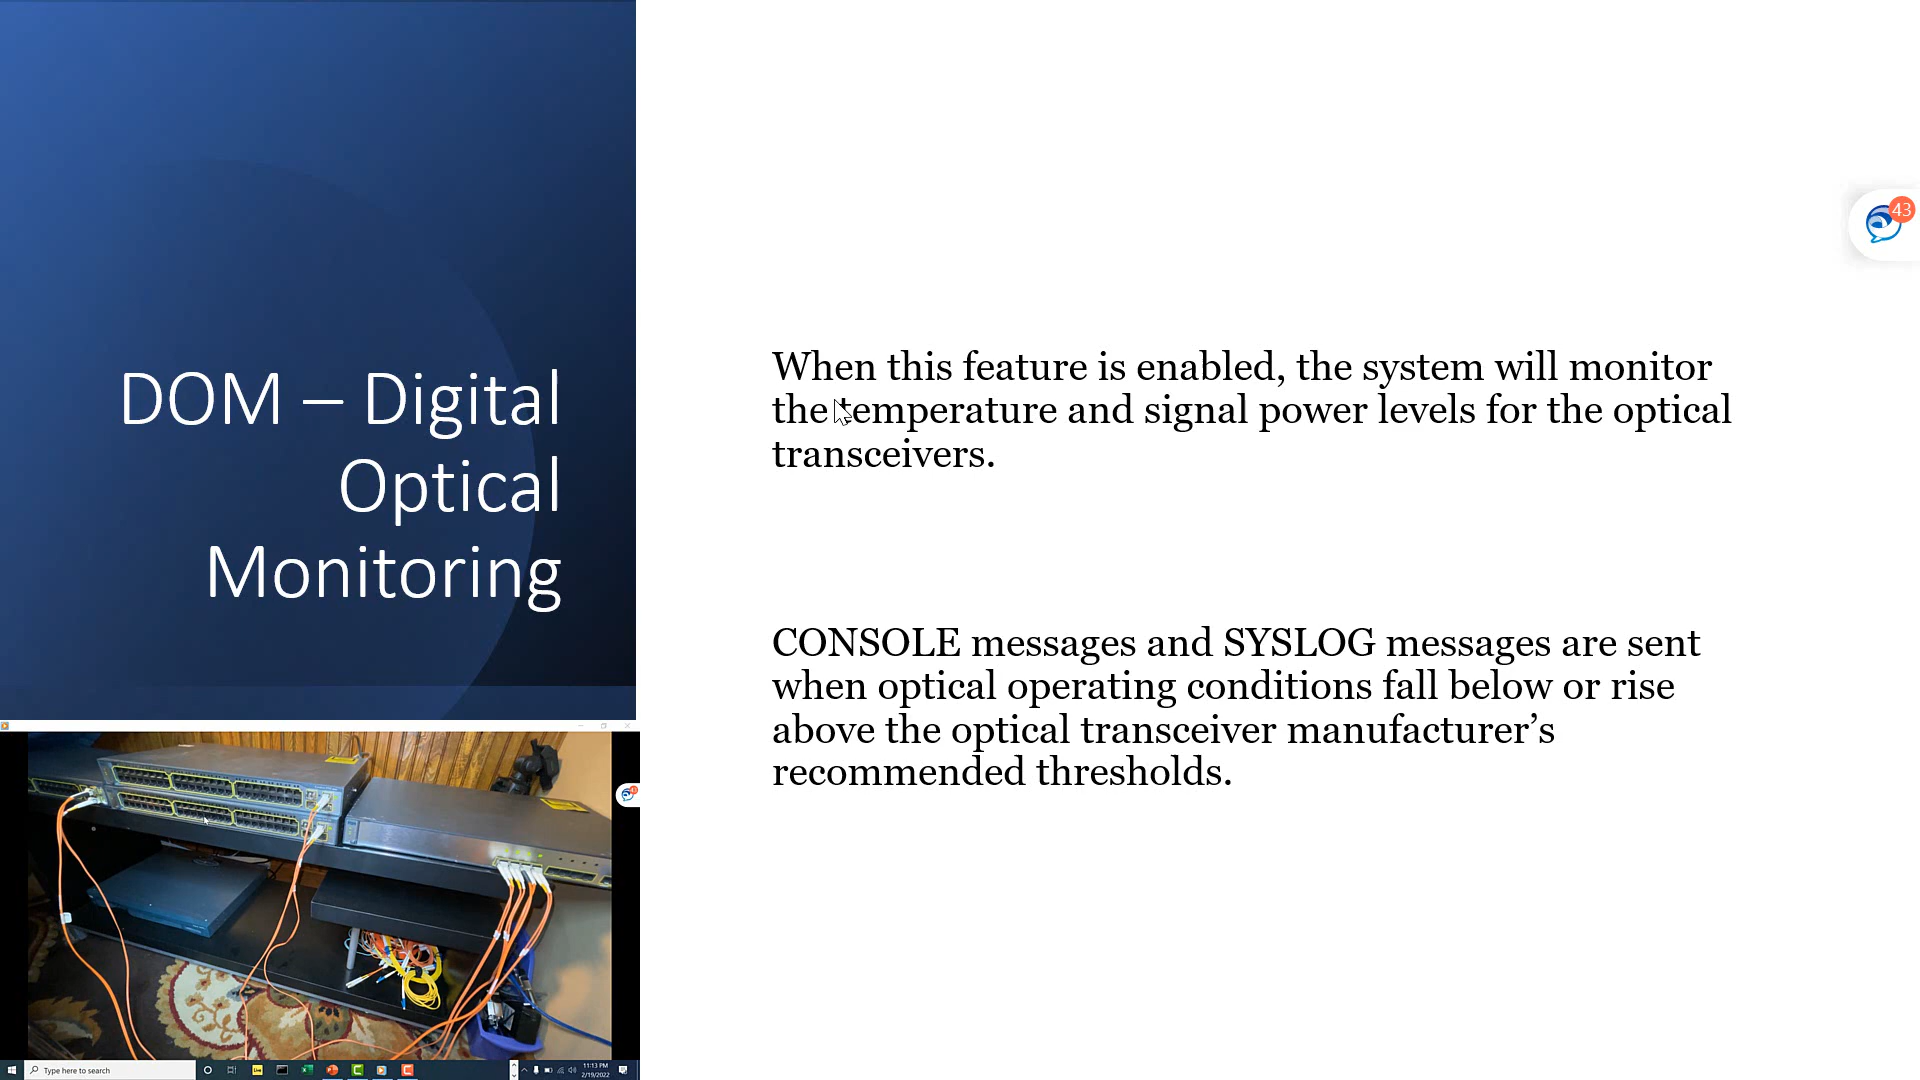 DOM – Digital
Optical
Monitoring
When this feature is enabled, the system will monitor
the temperature and signal power levels for the optical
transceivers.
CONSOLE messages and SYSLOG messages are sent
when optical operating conditions fall below or rise
above the optical transceiver manufacturer’s
recommended thresholds.
43
Type here to search
Live
11:13 PM
2/19/2022